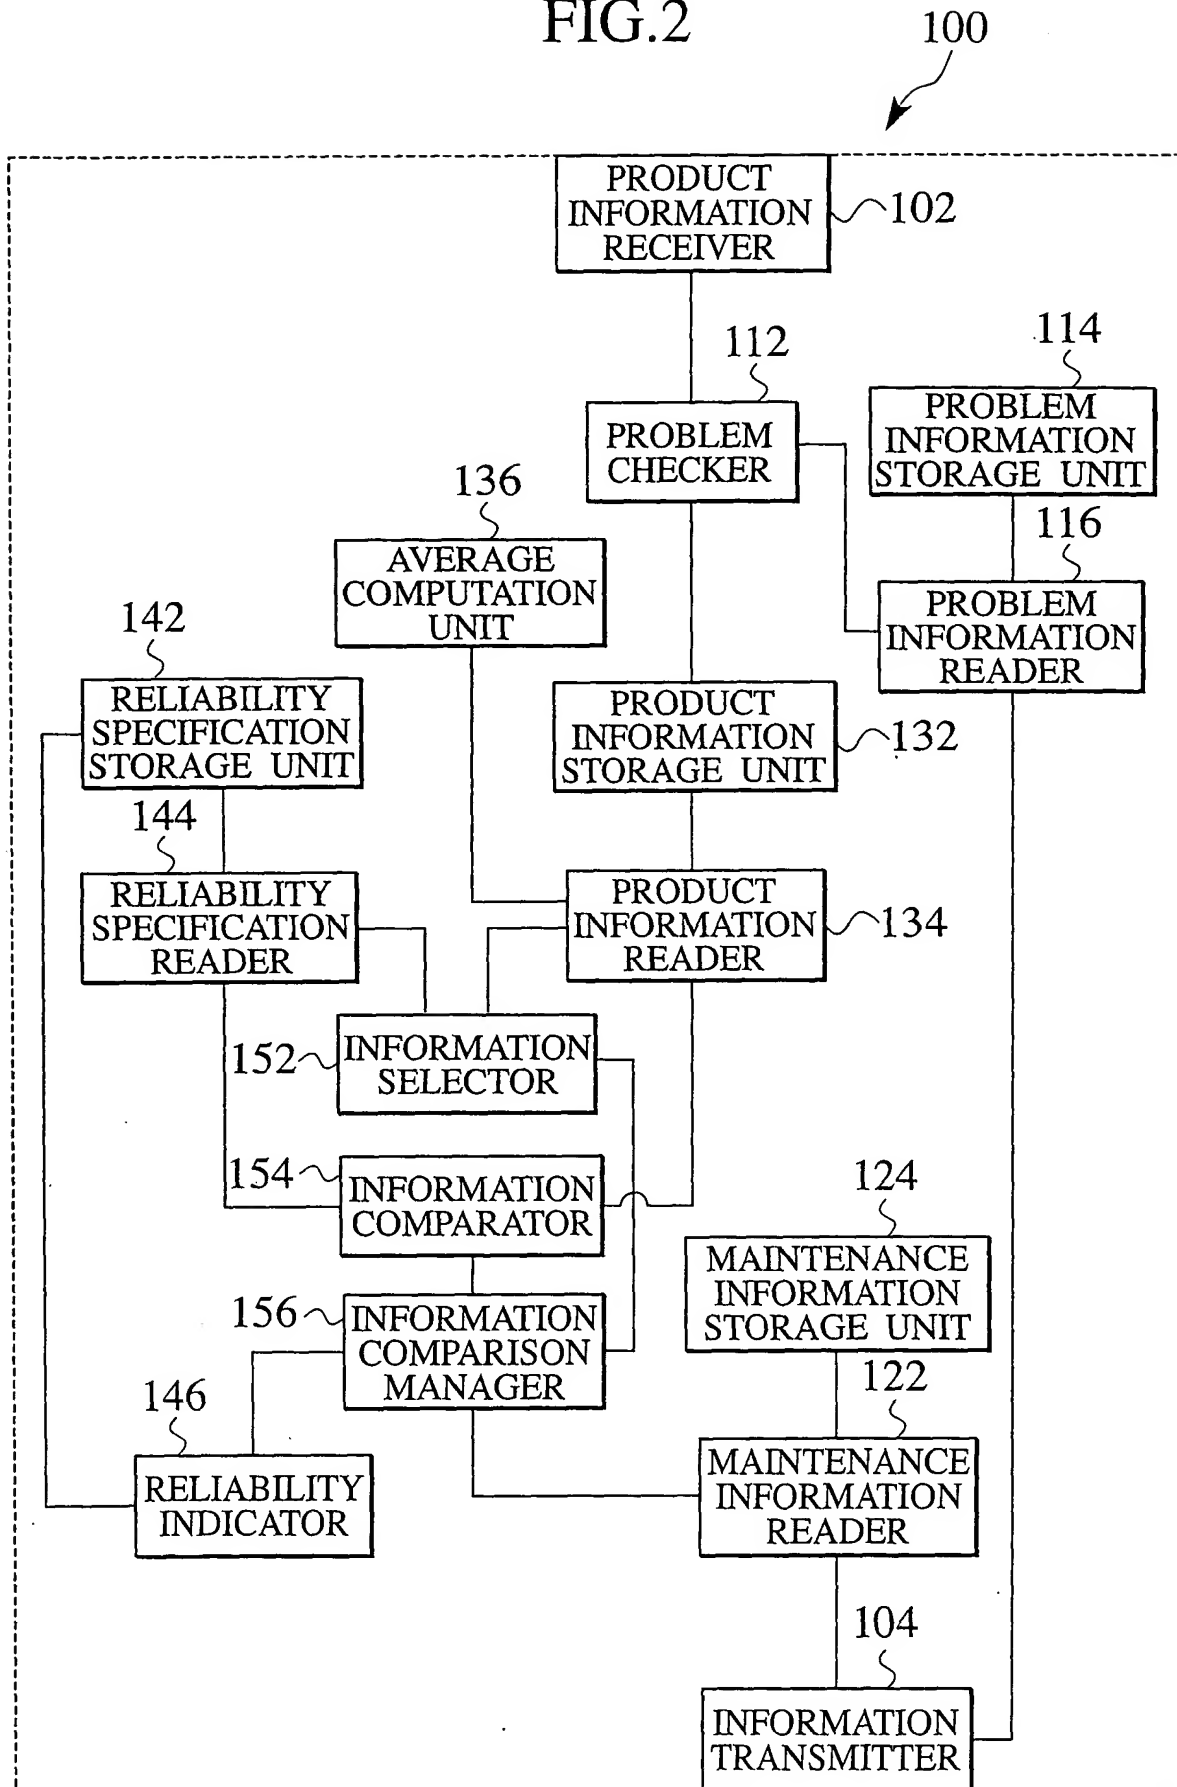 FIG.2
100
PRODUCT
INFORMATION
RECEIVER
102
112
PROBLEM
CHECKER
114
PROBLEM
INFORMATION
STORAGE UNIT
116
PROBLEM
INFORMATION
READER
136
AVERAGE
COMPUTATION
UNIT
142
RELIABILITY
SPECIFICATION
STORAGE UNIT
PRODUCT
INFORMATION
STORAGE UNIT
132
144
RELIABILITY
SPECIFICATION
READER
PRODUCT
INFORMATION
READER
134
152
INFORMATION
SELECTOR
154
INFORMATION
COMPARATOR
124
MAINTENANCE
INFORMATION
STORAGE UNIT
156
INFORMATION
COMPARISON
MANAGER
122
MAINTENANCE
INFORMATION
READER
146
RELIABILITY
INDICATOR
104
INFORMATION
TRANSMITTER